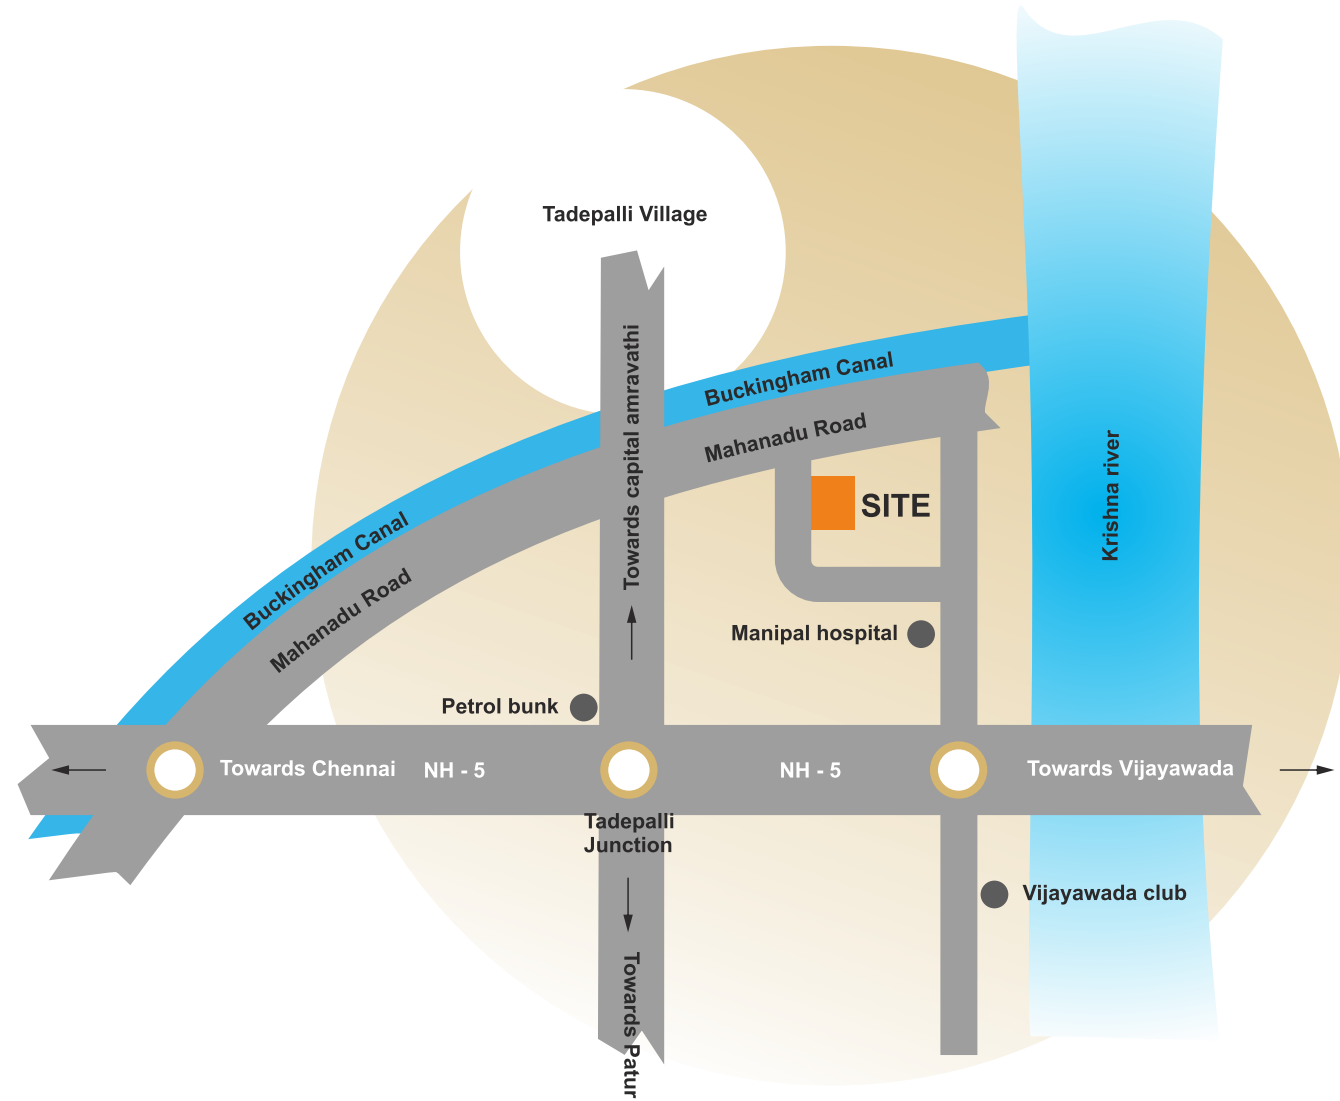 Tadepalli Village
Buckingham Canal
Mahanadu Road
Towards capital amravathi
Krishna river
SITE
Buckingham Canal
Mahanadu Road
Manipal hospital
Petrol bunk
Towards Chennai
NH - 5
NH - 5
Towards Vijayawada
Tadepalli
Junction
Vijayawada club
Towards Patur